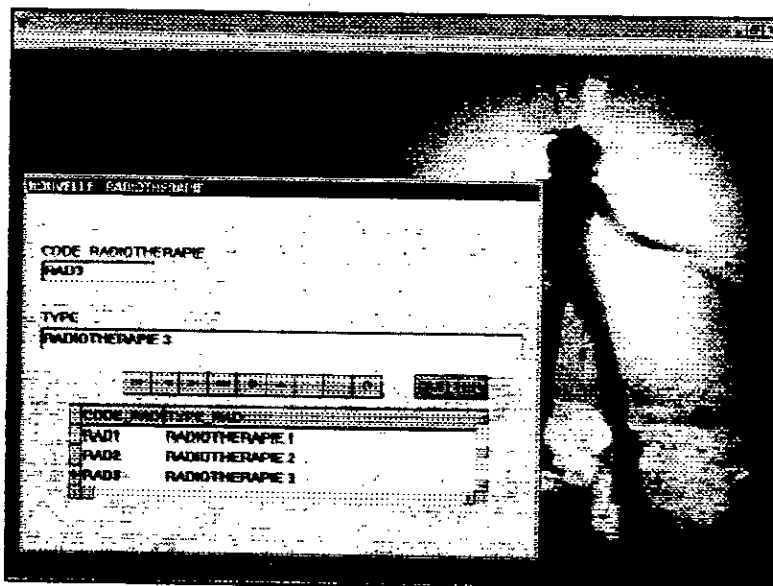 NOUVELLE RADIOTHERAPIE
CODE RADIOTHERAPIE
RAD3
TYPE
RADIOTHERAPIE 3
CODE_RAD TYPE_RAD
RAD1 RADIOTHERAPIE 1
RAD2 RADIOTHERAPIE 2
RAD3 RADIOTHERAPIE 3